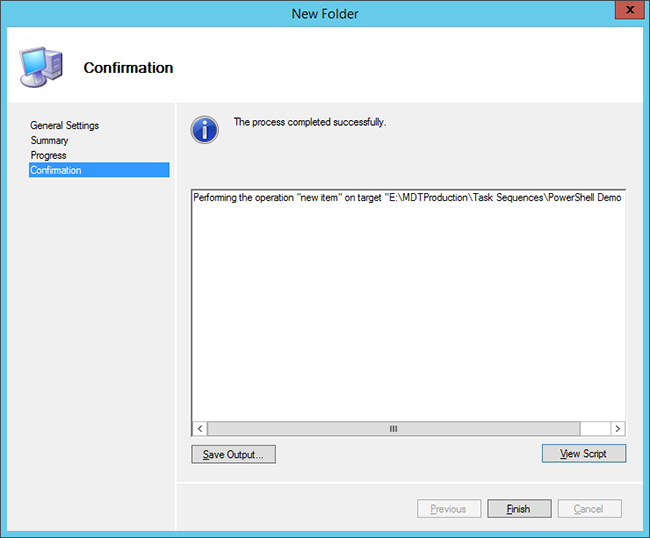 New Folder
Confirmation
General Settings
Summary
Progress
Confirmation
The process completed successfully.
Performing the operation "new item" on target "E:\MDTProduction\Task Sequences\PowerShell Demo
Save Output...
View Script
Previous
Finish
Cancel